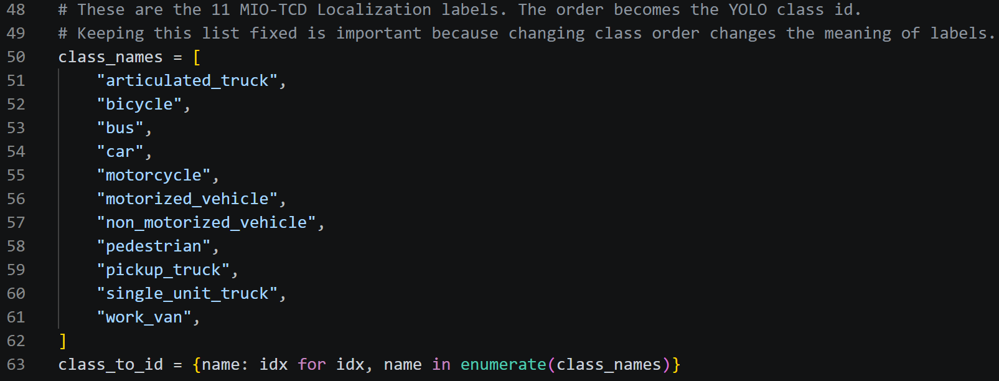 48 # These are the 11 MIO-TCD Localization labels. The order becomes the YOLO class id.
49 # Keeping this list fixed is important because changing class order changes the meaning of labels.
50 class_names = [
51     "articulated_truck",
52     "bicycle",
53     "bus",
54     "car",
55     "motorcycle",
56     "motorized_vehicle",
57     "non_motorized_vehicle",
58     "pedestrian",
59     "pickup_truck",
60     "single_unit_truck",
61     "work_van",
62 ]
63 class_to_id = {name: idx for idx, name in enumerate(class_names)}